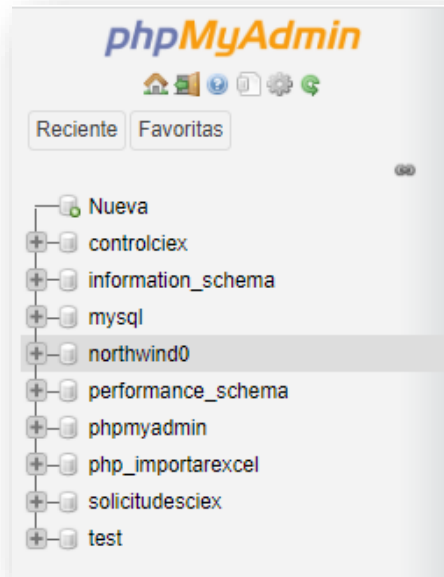 phpMyAdmin
Reciente Favoritas
Nueva
controlciex
information_schema
mysql
northwind0
performance_schema
phpmyadmin
php_importarexcel
solicitudesciex
test